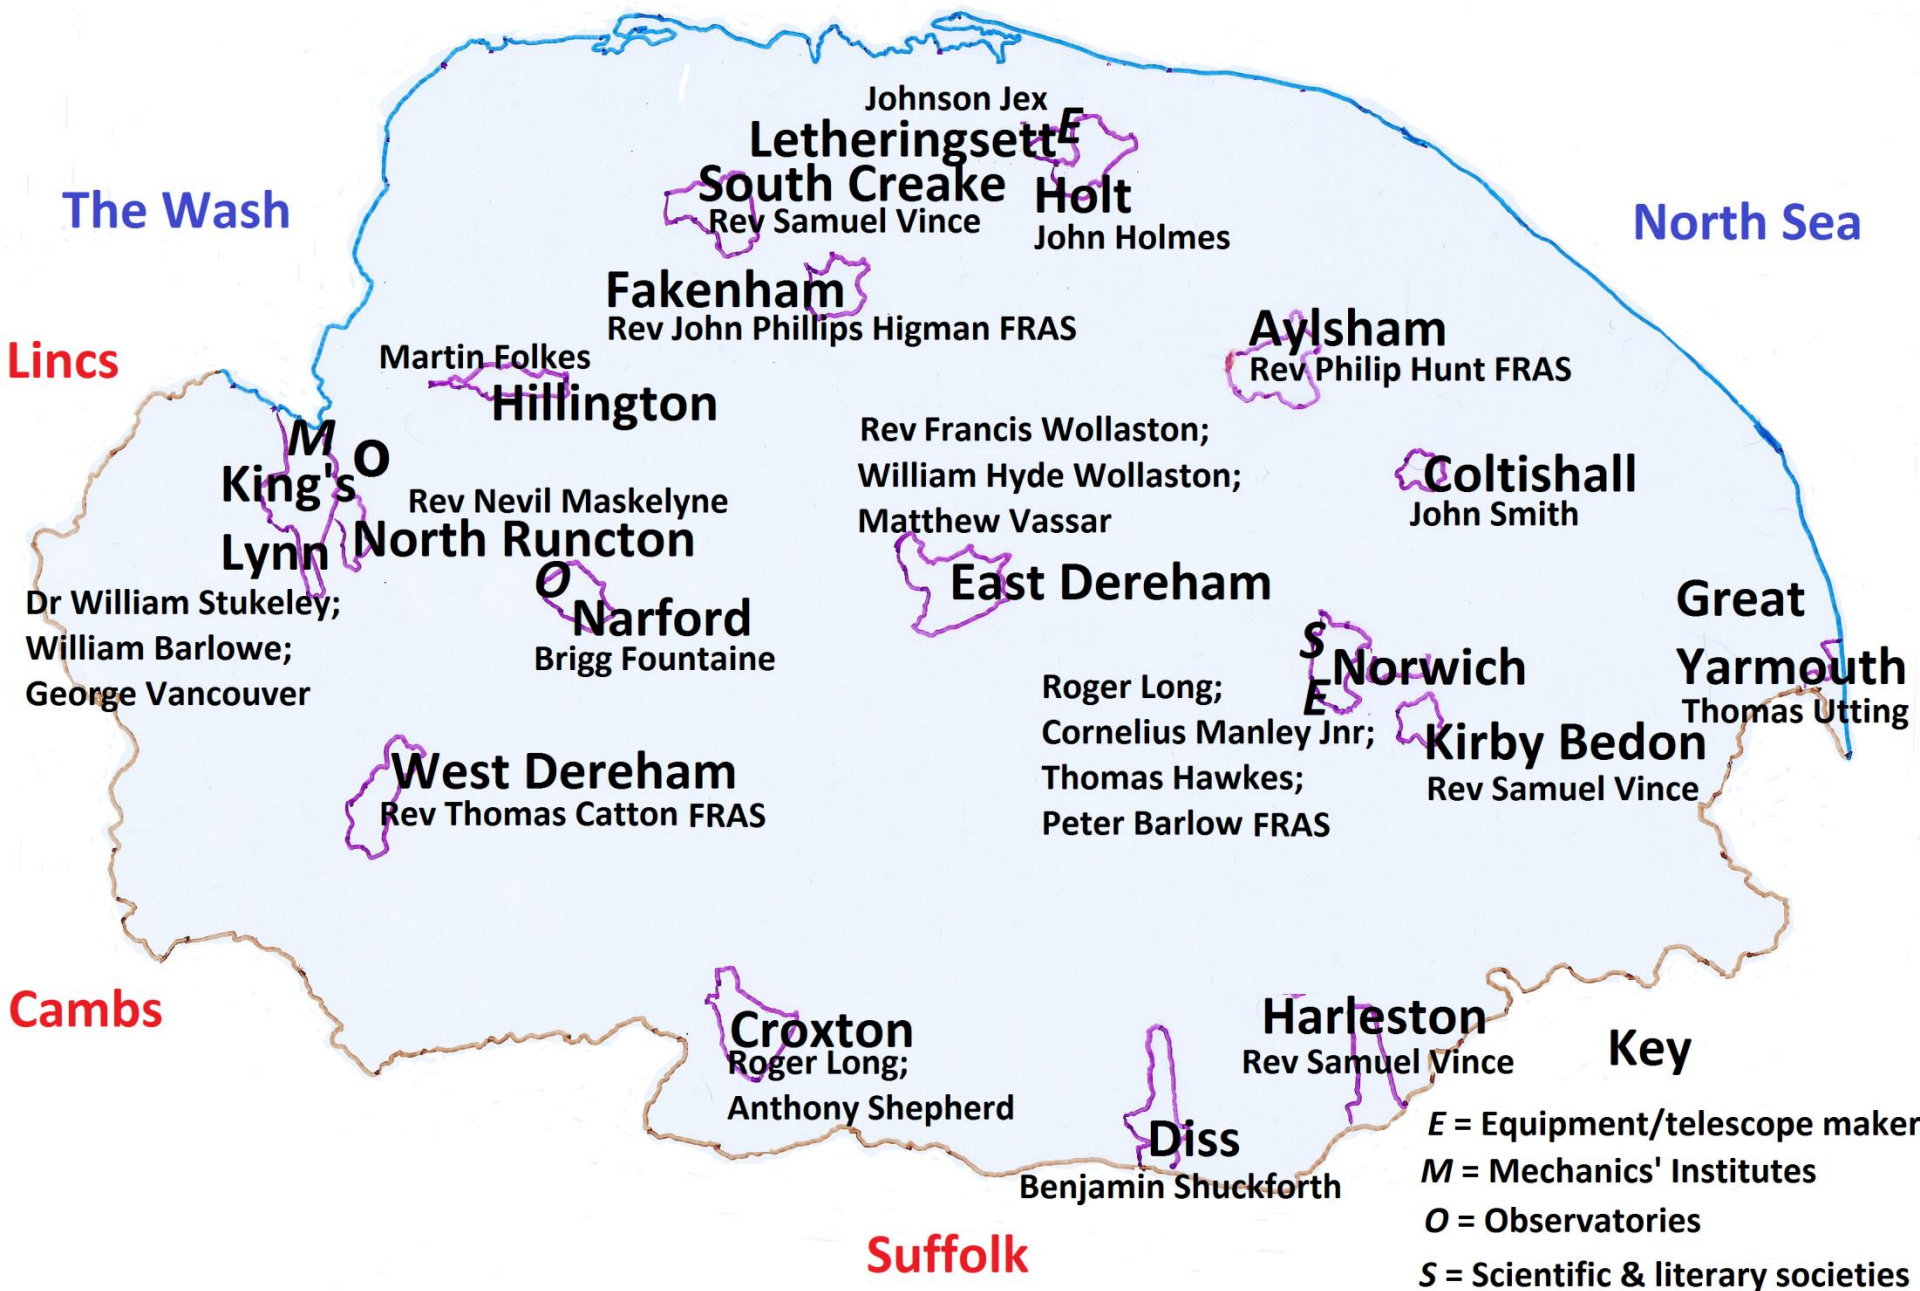 Johnson Jex
E
Letheringsett
South Creake
Rev Samuel Vince
Holt
John Holmes
The Wash
North Sea
Fakenham
Rev John Phillips Higman FRAS
Aylsham
Rev Philip Hunt FRAS
Lincs
Martin Folkes
Hillington
M
O
King's
Lynn
Dr William Stukeley;
William Barlowe;
George Vancouver
Rev Nevil Maskelyne
North Runcton
O
Narford
Brigg Fountaine
Rev Francis Wollaston;
William Hyde Wollaston;
Matthew Vassar
East Dereham
Coltishall
John Smith
Great
Yarmouth
Thomas Utting
S
E
Norwich
Roger Long;
Cornelius Manley Jnr;
Thomas Hawkes;
Peter Barlow FRAS
Kirby Bedon
Rev Samuel Vince
West Dereham
Rev Thomas Catton FRAS
Cambs
Croxton
Roger Long;
Anthony Shepherd
Harleston
Rev Samuel Vince
Diss
Benjamin Shuckforth
Suffolk
Key
E = Equipment/telescope maker
M = Mechanics' Institutes
O = Observatories
S = Scientific & literary societies